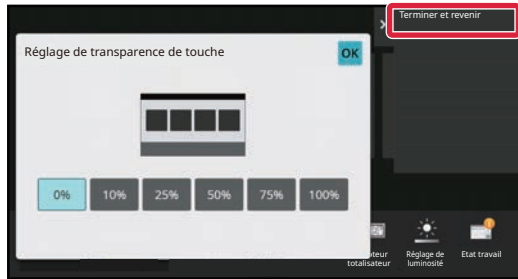 Terminer et revenir
Réglage de transparence de touche
OK
0% 10% 25% 50% 75% 100%
totalisateur
Réglage de
luminosité
Etat travail